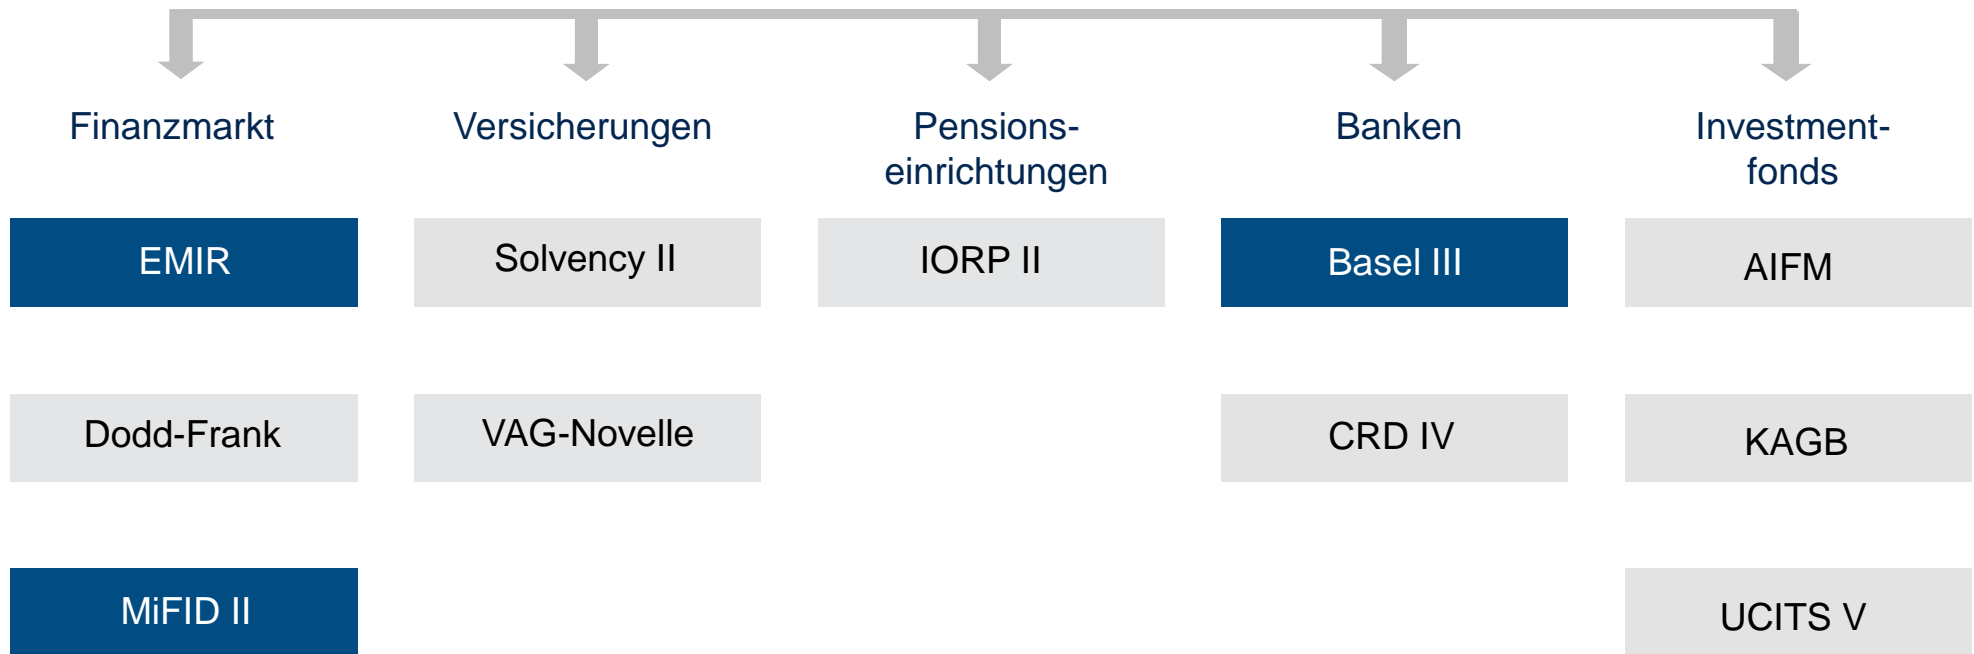 Finanzmarkt
Versicherungen
Pensions-
einrichtungen
Banken
Investment-
fonds
EMIR
Solvency II
IORP II
Basel III
AIFM
Dodd-Frank
VAG-Novelle
CRD IV
KAGB
MiFID II
UCITS V